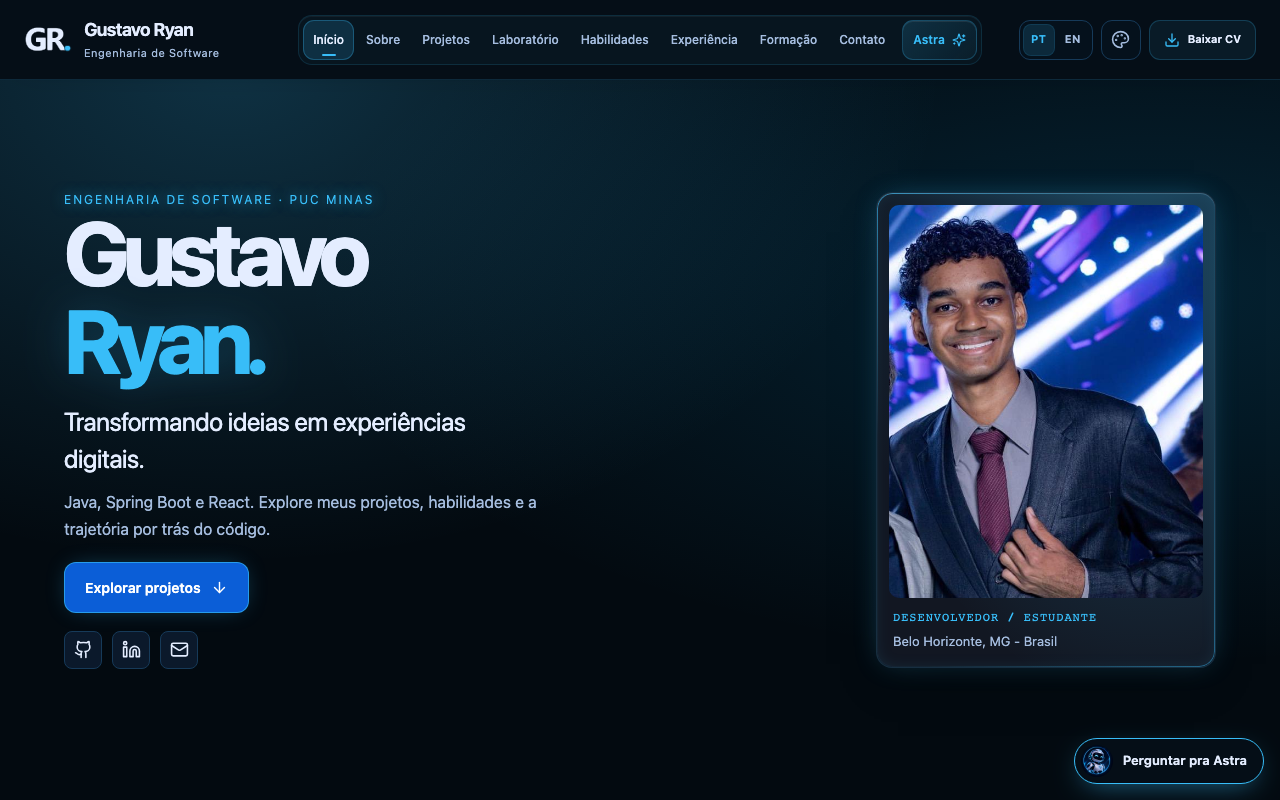 GR.
Gustavo Ryan
Engenharia de Software
Início
Sobre
Projetos
Laboratório
Habilidades
Experiência
Formação
Contato
Astra
PT
EN
Baixar CV
ENGENHARIA DE SOFTWARE · PUC MINAS
Gustavo
Ryan.
Transformando ideias em experiências
digitais.
Java, Spring Boot e React. Explore meus projetos, habilidades e a
trajetória por trás do código.
Explorar projetos
DESENVOLVEDOR / ESTUDANTE
Belo Horizonte, MG - Brasil
Perguntar pra Astra